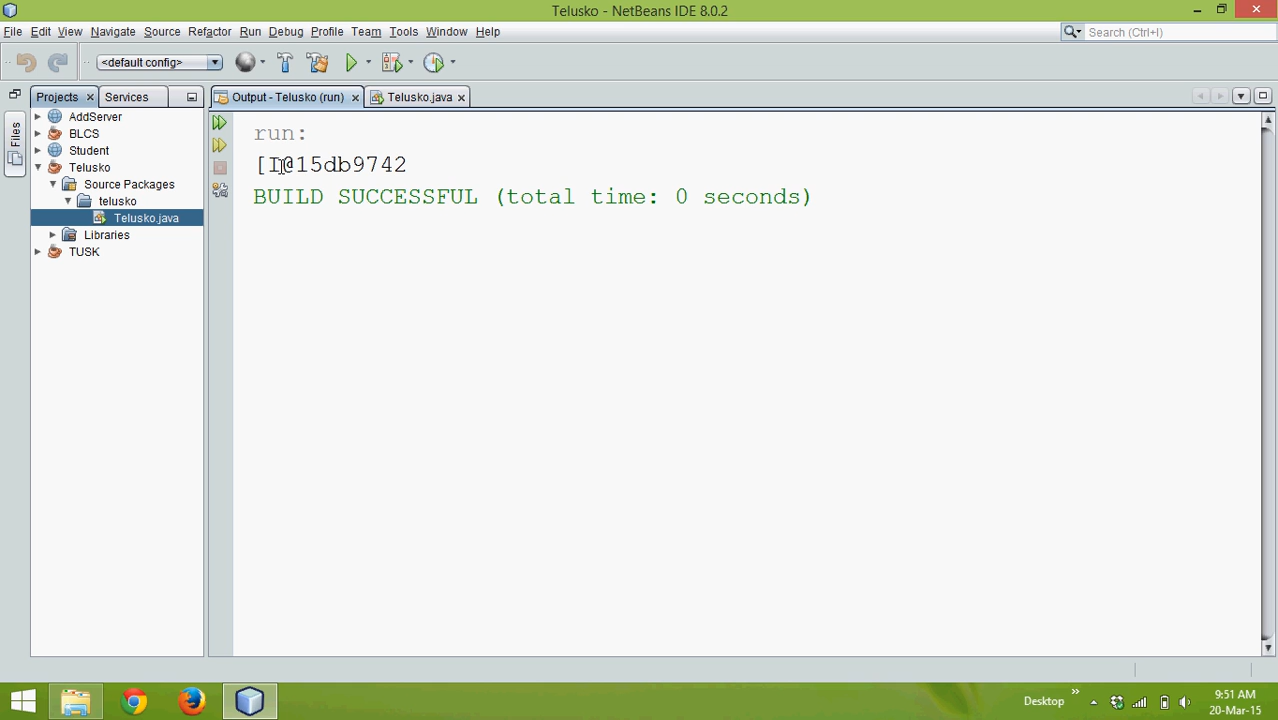 Telusko - NetBeans IDE 8.0.2
File Edit View Navigate Source Refactor Run Debug Profile Team Tools Window Help
Search (Ctrl+I)
<default config>
Projects Services
Output - Telusko (run) Telusko.java
Files
AddServer
BLCS
Student
Telusko
Source Packages
telusko
Telusko.java
Libraries
TUSK
run:
[I@15db9742
BUILD SUCCESSFUL (total time: 0 seconds)
Desktop
9:51 AM
20-Mar-15